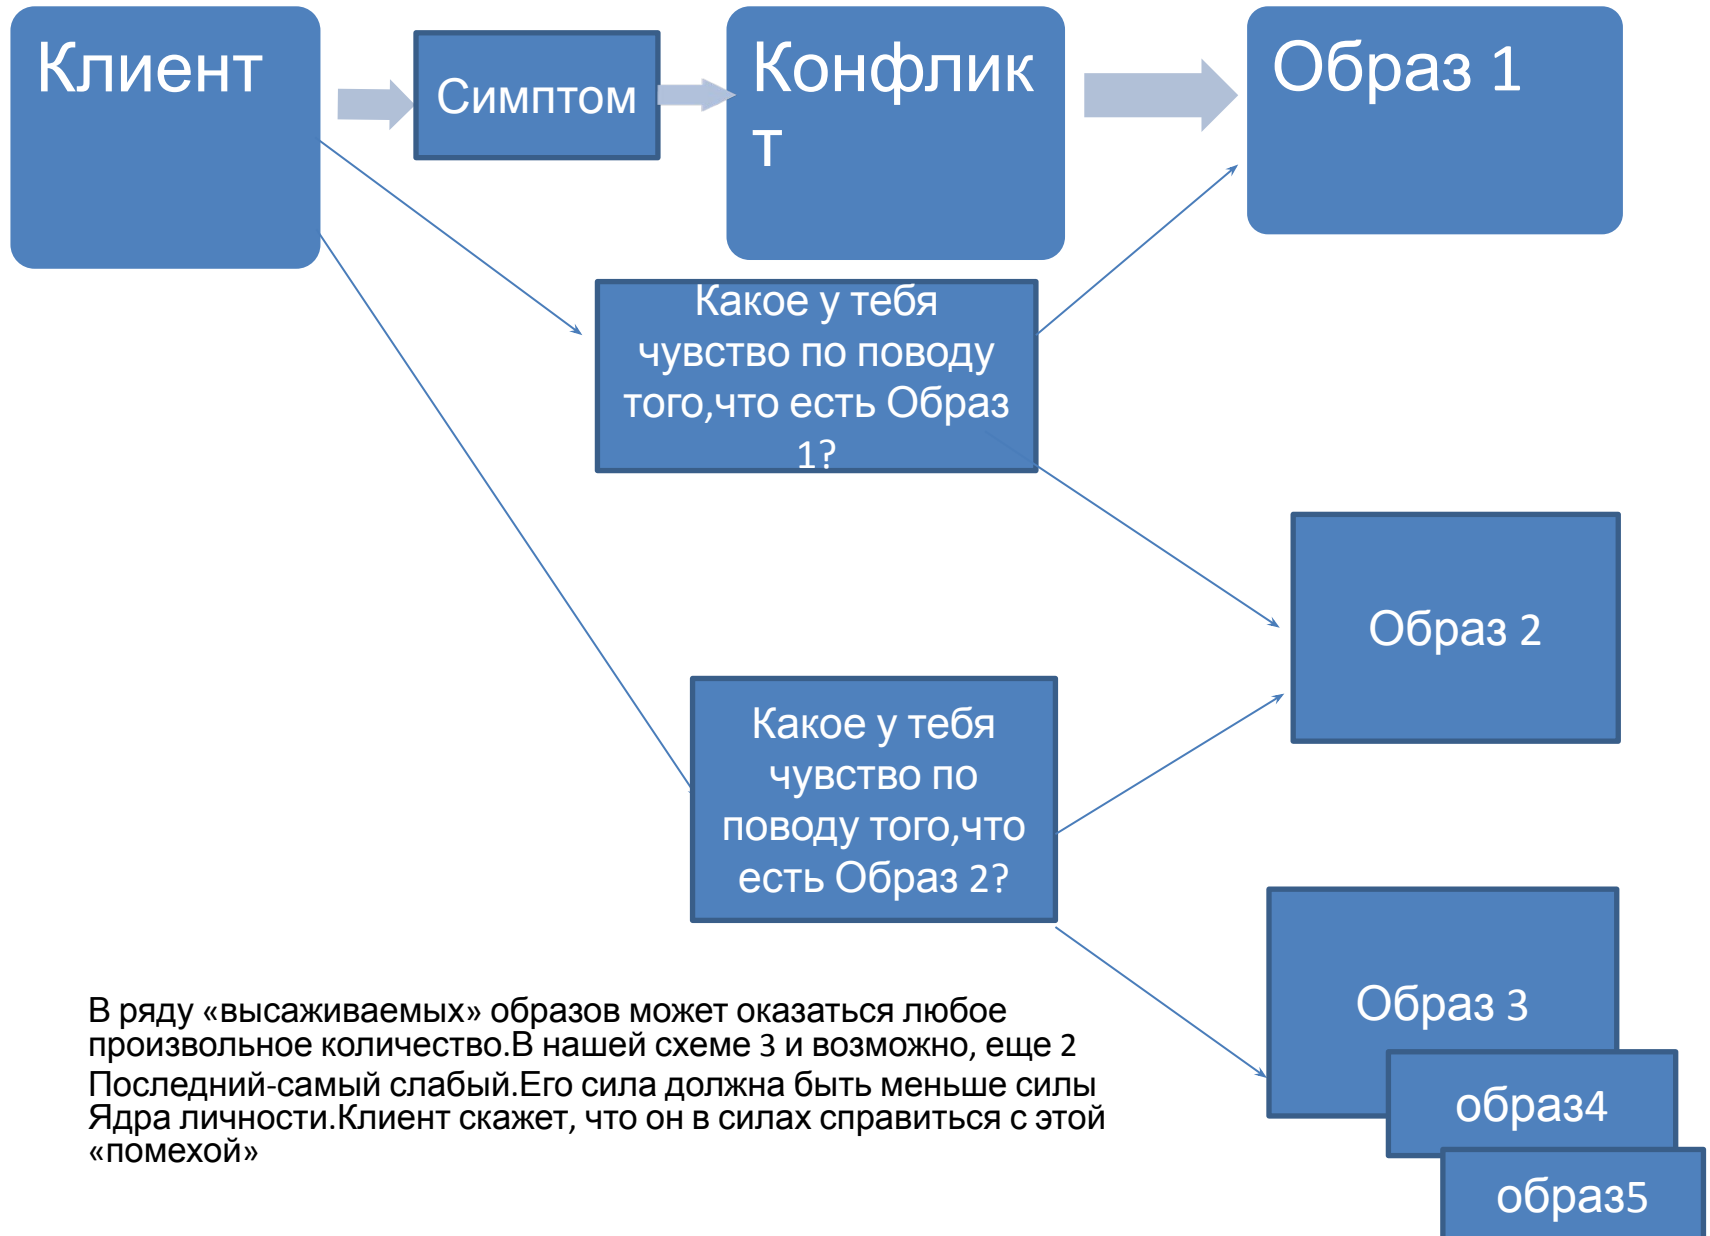 Клиент
Симптом
Конфлик
т
Образ 1
Какое у тебя
чувство по поводу
того,что есть Образ
1?
Образ 2
Какое у тебя
чувство по
поводу того,что
есть Образ 2?
Образ 3
образ4
образ5
В ряду «высаживаемых» образов может оказаться любое
произвольное количество.В нашей схеме 3 и возможно, еще 2
Последний-самый слабый.Его сила должна быть меньше силы
Ядра личности.Клиент скажет, что он в силах справиться с этой
«помехой»